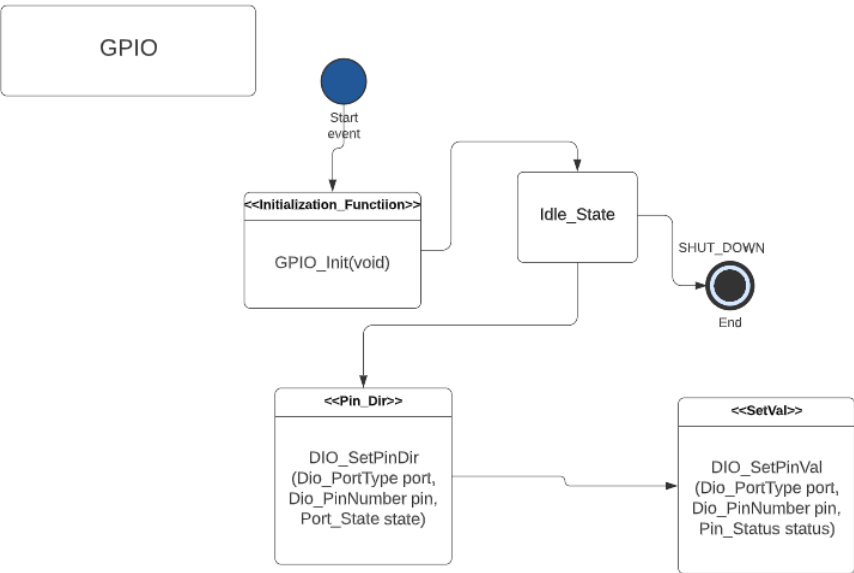 GPIO
Start
event
<<Initialization_Functiion>>
GPIO_Init(void)
Idle_State
SHUT_DOWN
End
<<Pin_Dir>>
DIO_SetPinDir
(Dio_PortType port,
Dio_PinNumber pin,
Port_State state)
<<SetVal>>
DIO_SetPinVal
(Dio_PortType port,
Dio_PinNumber pin,
Pin_Status status)